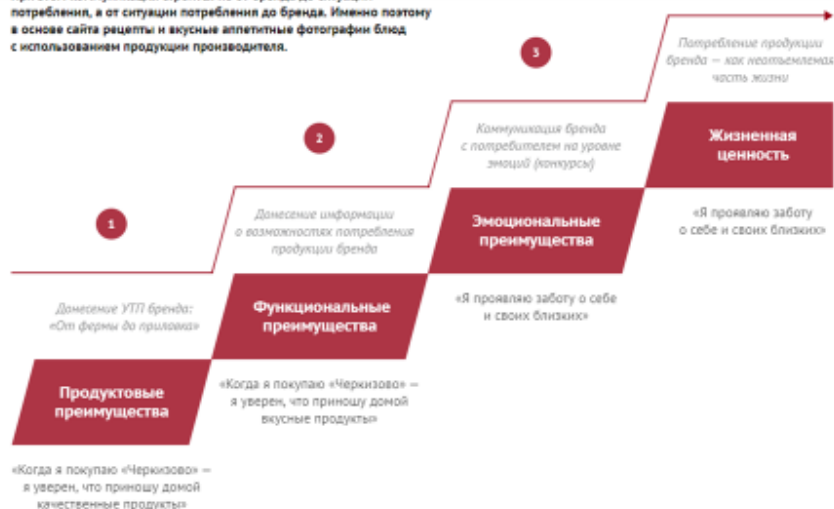 потребления, а от ситуации потребления до бренда. Именно поэтому
в основе сайта рецепты и вкусные аппетитные фотографии блюд
с использованием продукции производителя.
1
Донесение УТП бренда:
«От фермы до прилавка»
Продуктовые
преимущества
«Когда я покупаю «Черкизово» —
я уверен, что приношу домой
качественные продукты»
2
Донесение информации
о возможностях потребления
продукции бренда
Функциональные
преимущества
«Когда я покупаю «Черкизово» —
я уверен, что приношу домой
вкусные продукты»
3
Коммуникация бренда
с потребителем на уровне
эмоций (конкурсы)
Эмоциональные
преимущества
«Я проявляю заботу о себе
и своих близких»
Потребление продукции
бренда — как неотъемлемая
часть жизни
Жизненная
ценность
«Я проявляю заботу
о себе и своих близких»